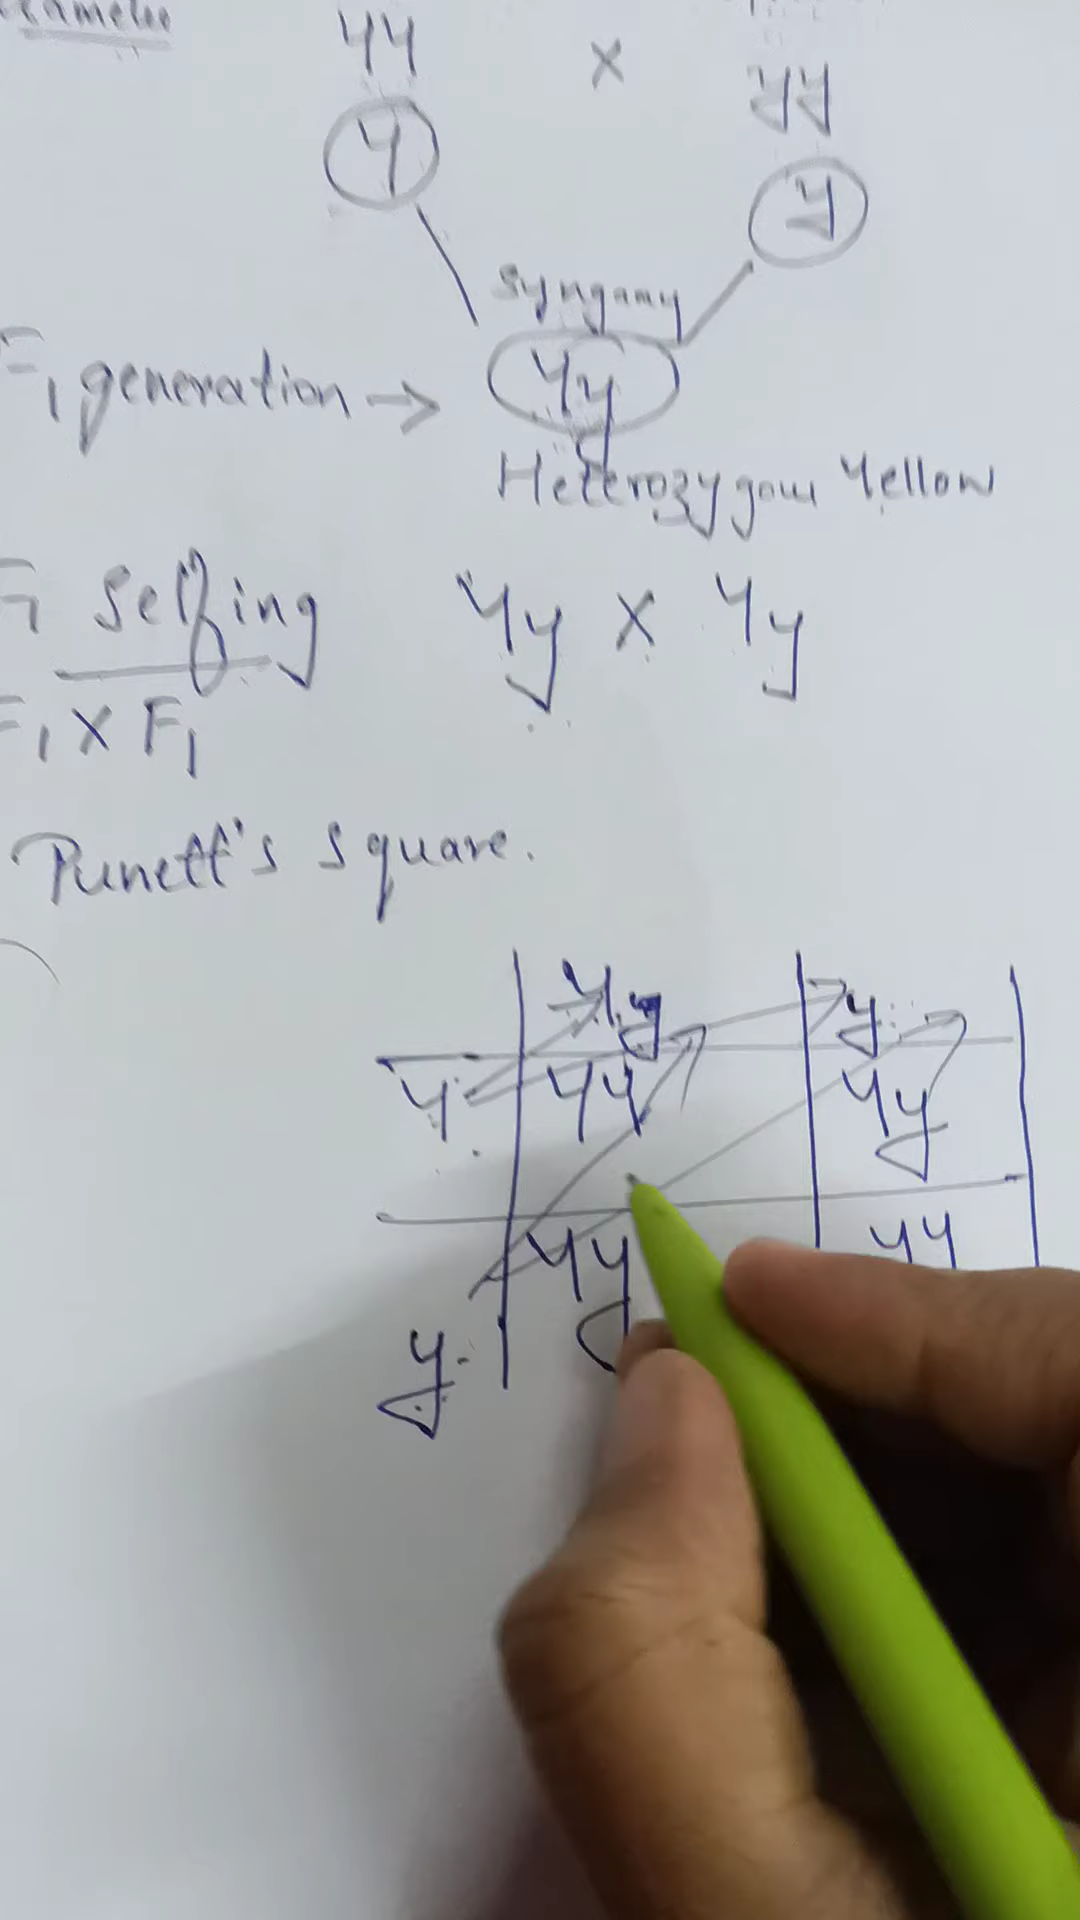 YY × yy
Y y
Syngamy
F1 generation → Yy
Heterozygous Yellow
F1 Selfing Yy × Yy
F1 × F1
Punett's square.
Y y
Y YY Yy
y Yy yy